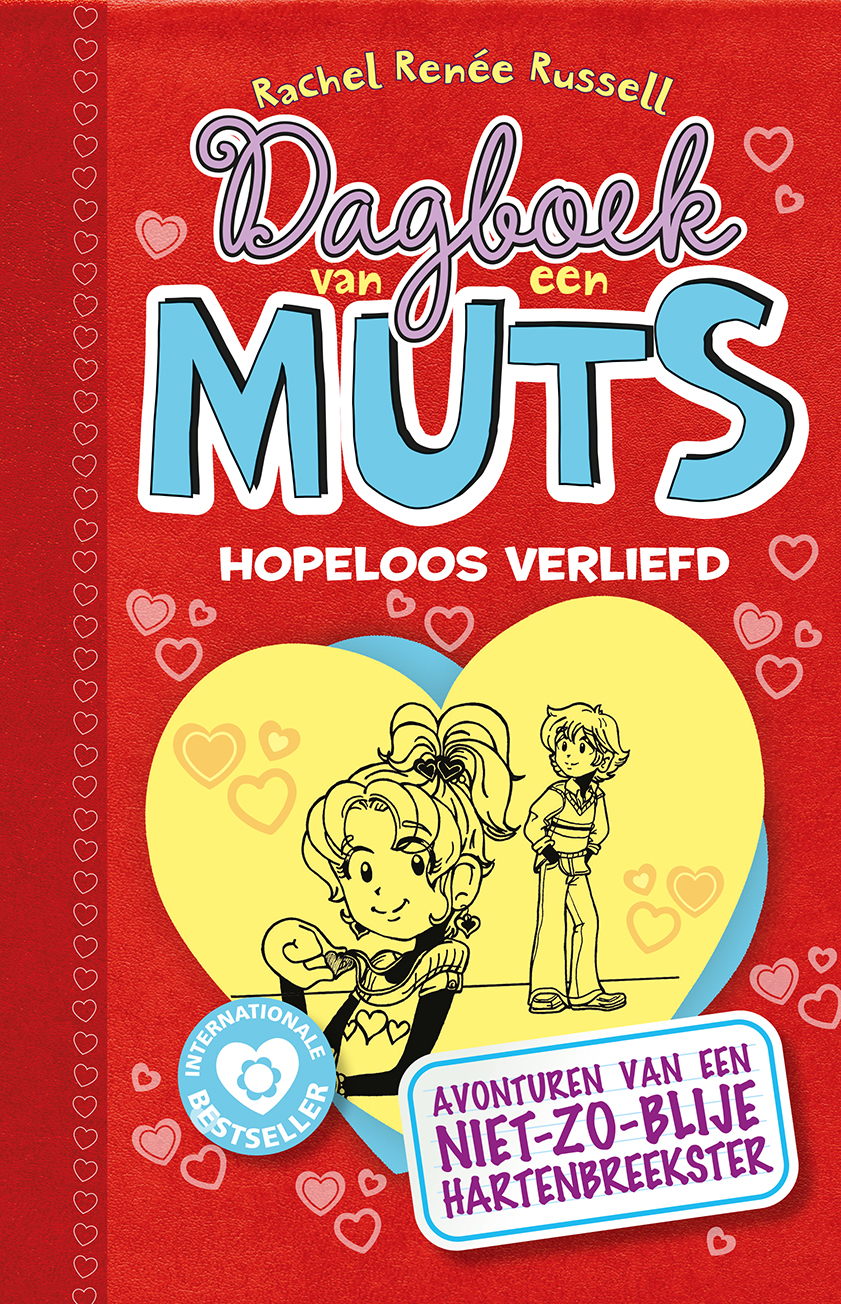 Rachel Renée Russell
Dagboek
van een
MUTS
HOPELOOS VERLIEFD
INTERNATIONALE
BESTSELLER
AVONTUREN VAN EEN
NIET-ZO-BLIJE
HARTENBREEKSTER